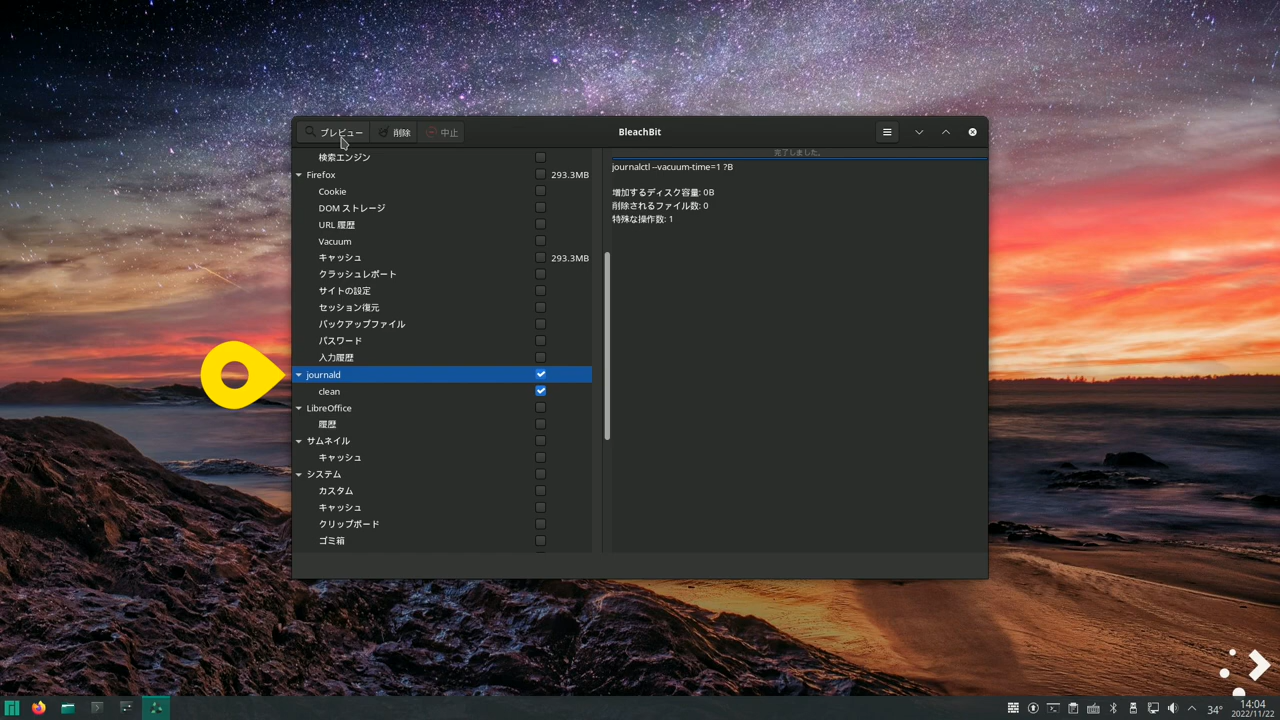 プレビュー
削除
中止
BleachBit
検索エンジン
Firefox 293.3MB
Cookie
DOM ストレージ
URL 履歴
Vacuum
キャッシュ 293.3MB
クラッシュレポート
サイトの設定
セッション復元
バックアップファイル
パスワード
入力履歴
journald
clean
LibreOffice
履歴
サムネイル
キャッシュ
システム
カスタム
キャッシュ
クリップボード
ゴミ箱
完了しました。
journalctl --vacuum-time=1 ?B
増加するディスク容量: 0B
削除されるファイル数: 0
特殊な操作数: 1
34°
14:04
2022/11/22